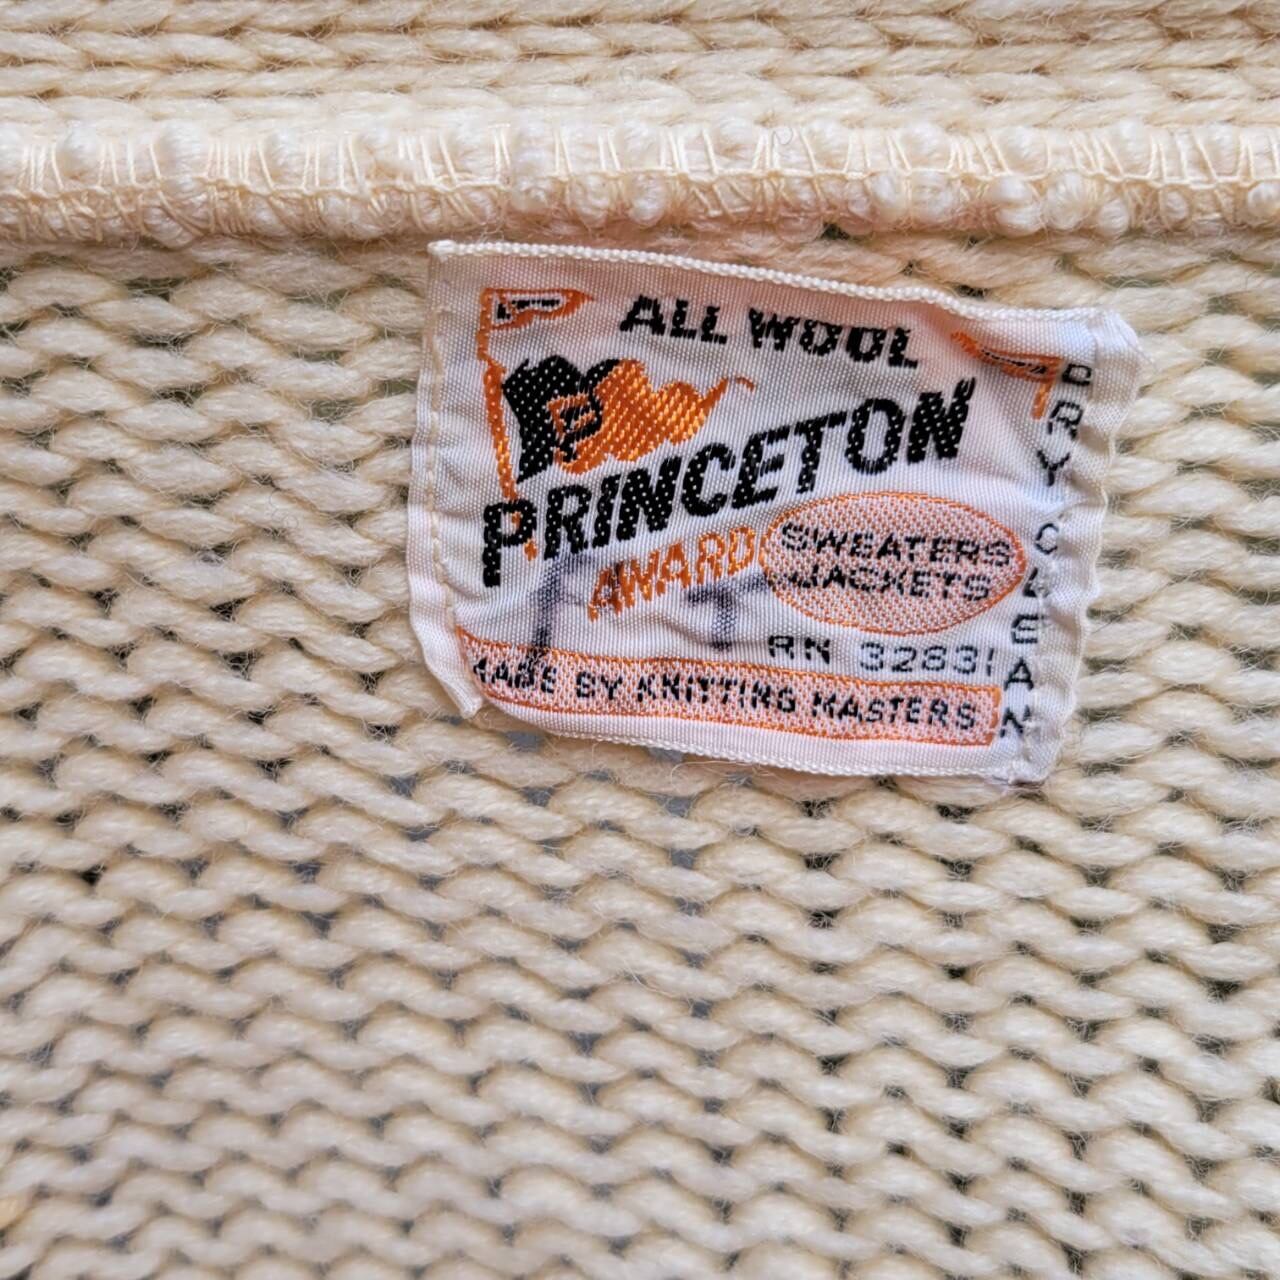 ALL WOOL
P
PRINCETON
AWARD
SWEATERS
JACKETS
RN 32831
MADE BY KNITTING MASTERS
DRY CLEAN